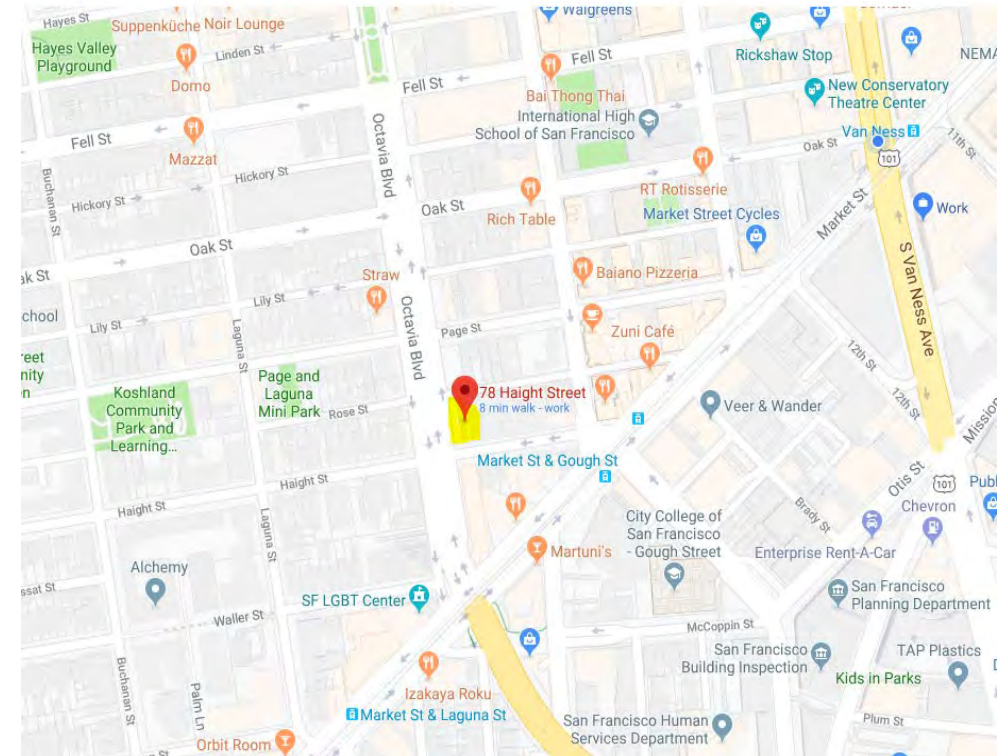 Hayes St
Suppenküche
Noir Lounge
Walgreens
Hayes Valley
Playground
Linden St
Domo
Rickshaw Stop
NEMA
Fell St
Fell St
Fell St
Bai Thong Thai
New Conservatory
Theatre Center
International High
School of San Francisco
Van Ness
11th St
Octavia Blvd
Mazzat
Oak St
101
Buchanan St
Hickory St
Hickory St
RT Rotisserie
Work
Oak St
Rich Table
Market Street Cycles
Market St
Oak St
ak St
Straw
Baiano Pizzeria
S Van Ness Ave
Lily St
Lily St
chool
Octavia Blvd
Page St
Zuni Café
Laguna St
12th St
reet
nity
n
Page and
Laguna
Mini Park
78 Haight Street
8 min walk - work
Koshland
Community
Park and
Learning...
Rose St
Veer & Wander
12th St
Mission
Market St & Gough St
Otis St
Haight St
Haight St
101
Publ
Chevron
City College of
San Francisco
- Gough Street
Brady St
Laguna St
Martuni's
Enterprise Rent-A-Car
Alchemy
ssat St
SF LGBT Center
San Francisco
Planning Department
Waller St
McCoppin St
San Francisco
Building Inspection
TAP Plastics
Buchanan St
Palm Ln
Izakaya Roku
Kids in Parks
Market St & Laguna St
San Francisco Human
Services Department
Plum St
Orbit Room